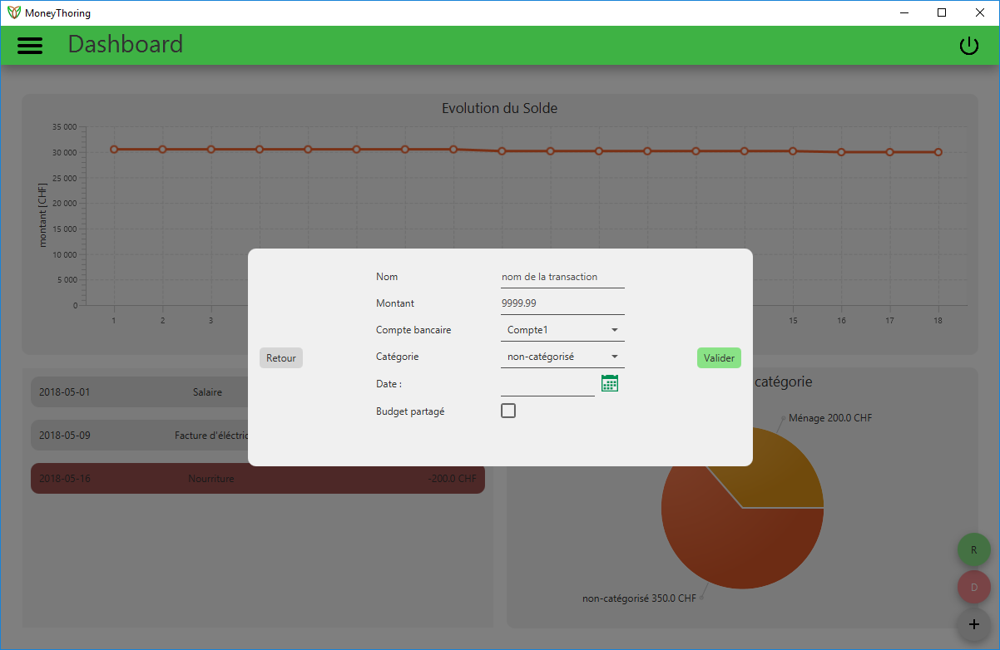 MoneyThoring
Dashboard
Evolution du Solde
montant [CHF]
35 000
30 000
25 000
20 000
15 000
10 000
5 000
0
1 2 3 15 16 17 18
Nom nom de la transaction
Montant 9999.99
Compte bancaire Compte1
Catégorie non-catégorisé
Date :
Budget partagé
Retour
Valider
2018-05-01 Salaire
2018-05-09 Facture d'éléctric
2018-05-16 Nourriture -200.0 CHF
catégorie
Ménage 200.0 CHF
non-catégorisé 350.0 CHF
R
D
+